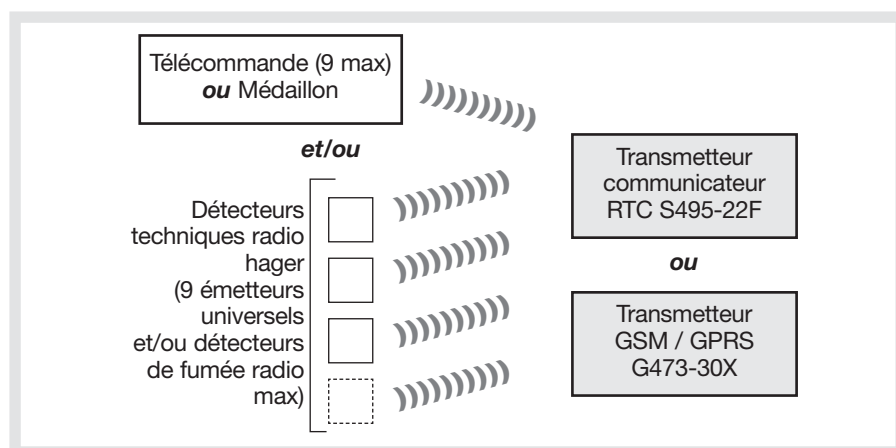 Télécommande (9 max)
ou Médaillon
et/ou
Détecteurs
techniques radio
hager
(9 émetteurs
universels
et/ou détecteurs
de fumée radio
max)
Transmetteur
communicateur
RTC S495-22F
ou
Transmetteur
GSM / GPRS
G473-30X